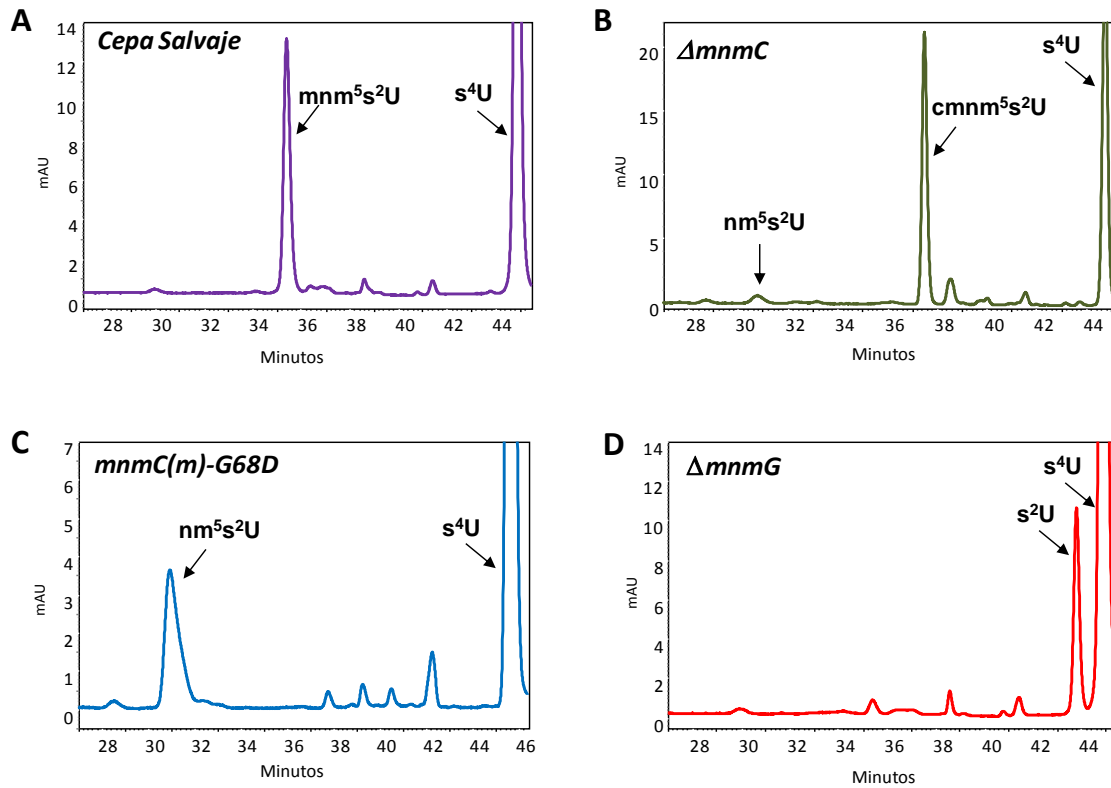 A
Cepa Salvaje
14
12
10
8
6
4
2
0
mAU
mnm⁵s²U
s⁴U
28 30 32 34 36 38 40 42 44
Minutos
B
ΔmnmC
20
15
10
5
0
mAU
nm⁵s²U
cmnm⁵s²U
s⁴U
28 30 32 34 36 38 40 42 44
Minutos
C
mnmC(m)-G68D
7
6
5
4
3
2
1
0
mAU
nm⁵s²U
s⁴U
28 30 32 34 36 38 40 42 44 46
Minutos
D
ΔmnmG
14
12
10
8
6
4
2
0
mAU
s⁴U
s²U
28 30 32 34 36 38 40 42 44
Minutos